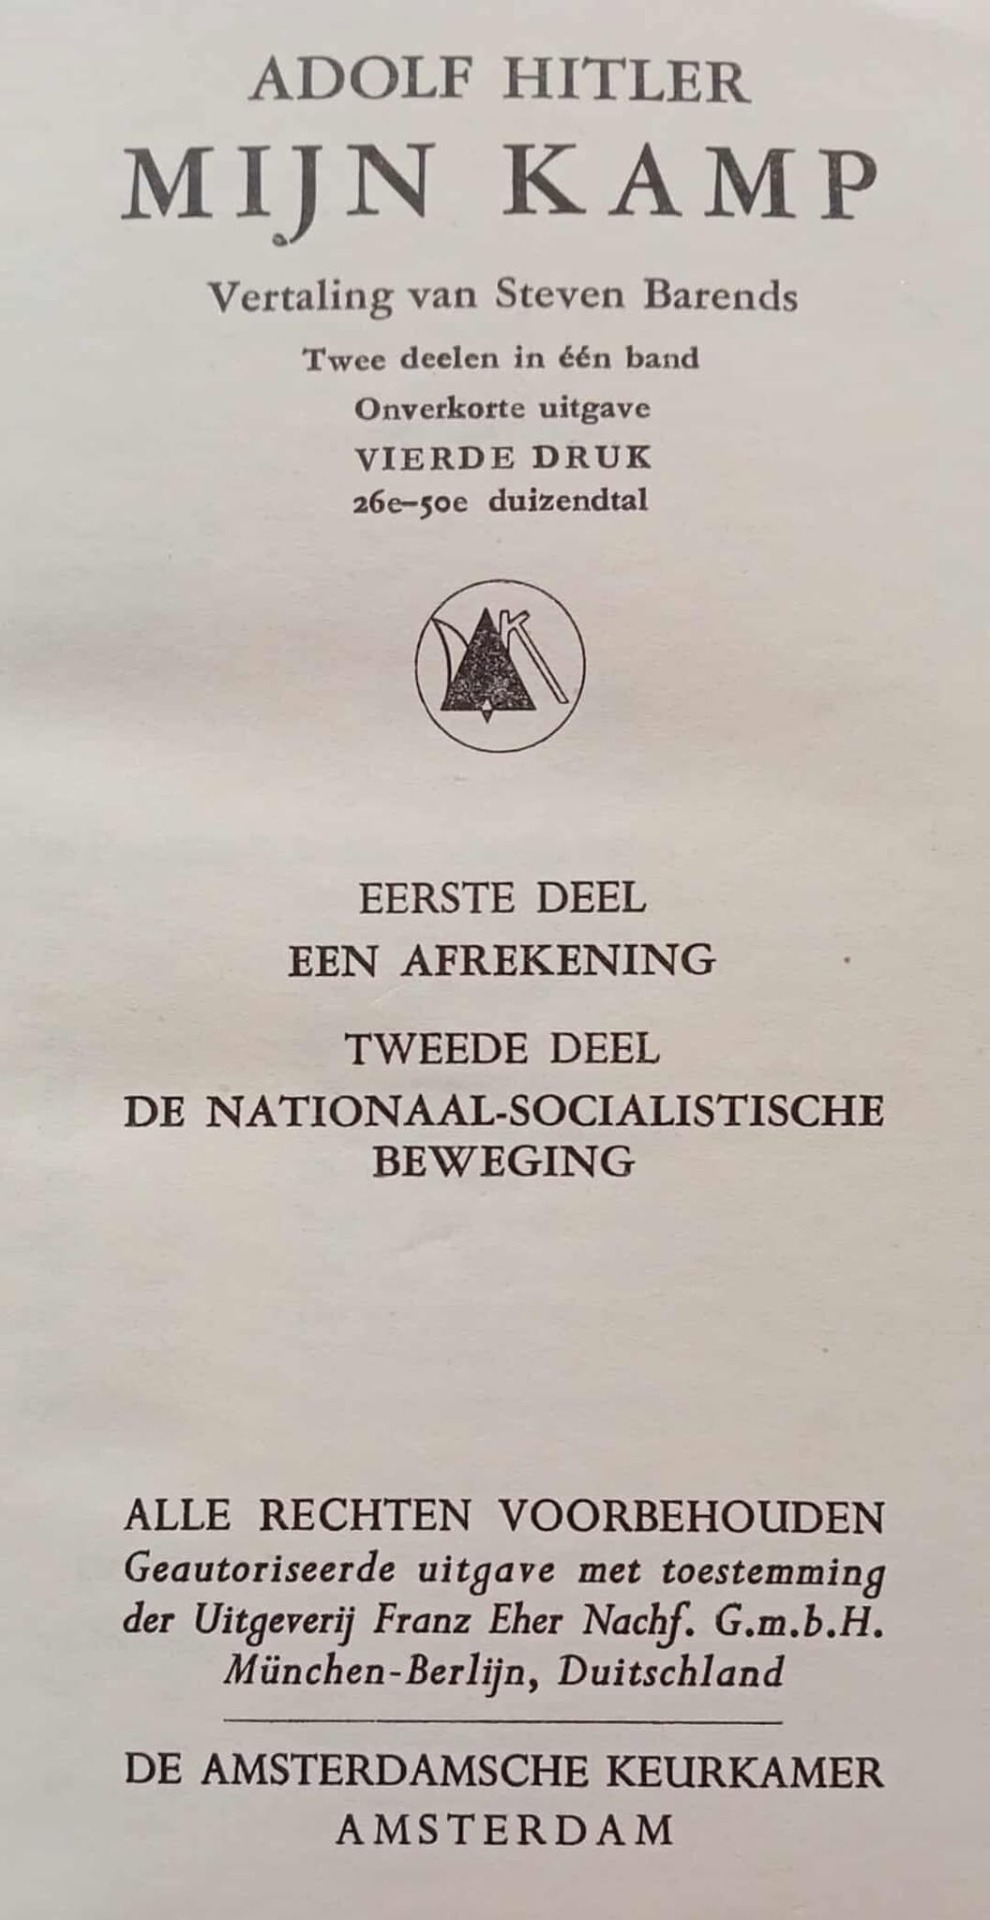 ADOLF HITLER
MIJN KAMP
Vertaling van Steven Barends
Twee deelen in één band
Onverkorte uitgave
VIERDE DRUK
26e-50e duizendtal
K
EERSTE DEEL
EEN AFREKENING
TWEEDE DEEL
DE NATIONAAL-SOCIALISTISCHE
BEWEGING
ALLE RECHTEN VOORBEHOUDEN
Geautoriseerde uitgave met toestemming
der Uitgeverij Franz Eher Nachf. G.m.b.H.
München-Berlijn, Duitschland
DE AMSTERDAMSCHE KEURKAMER
AMSTERDAM